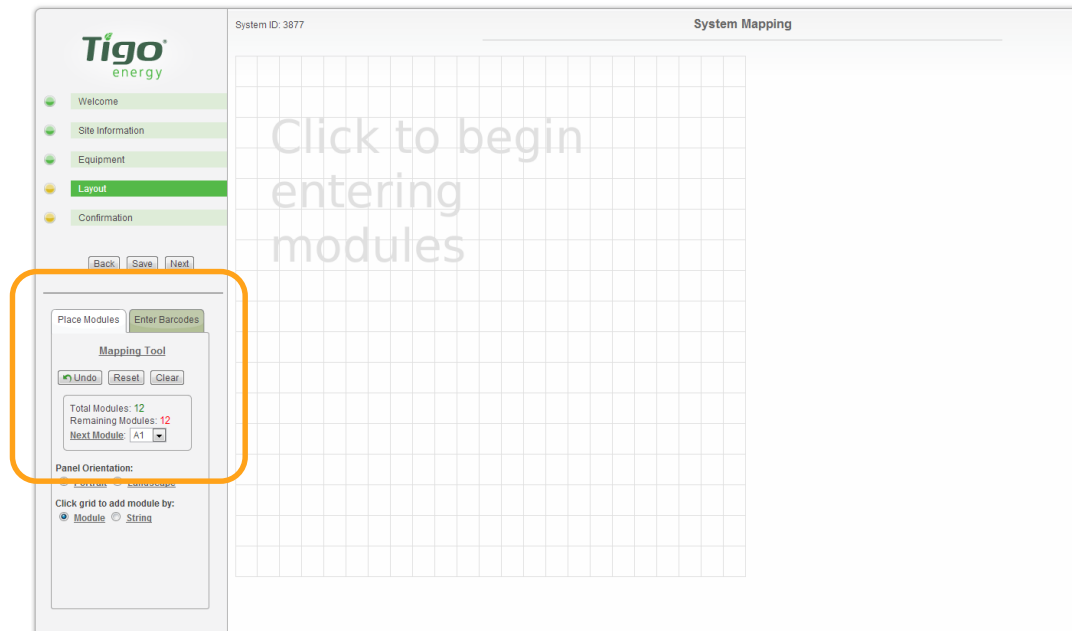 System ID: 3877
System Mapping
Tigo
energy
Welcome
Site Information
Equipment
Layout
Confirmation
Back Save Next
Click to begin
entering
modules
Place Modules Enter Barcodes
Mapping Tool
Undo Reset Clear
Total Modules: 12
Remaining Modules: 12
Next Module: A1
Panel Orientation:
Portrait Landscape
Click grid to add module by:
Module String